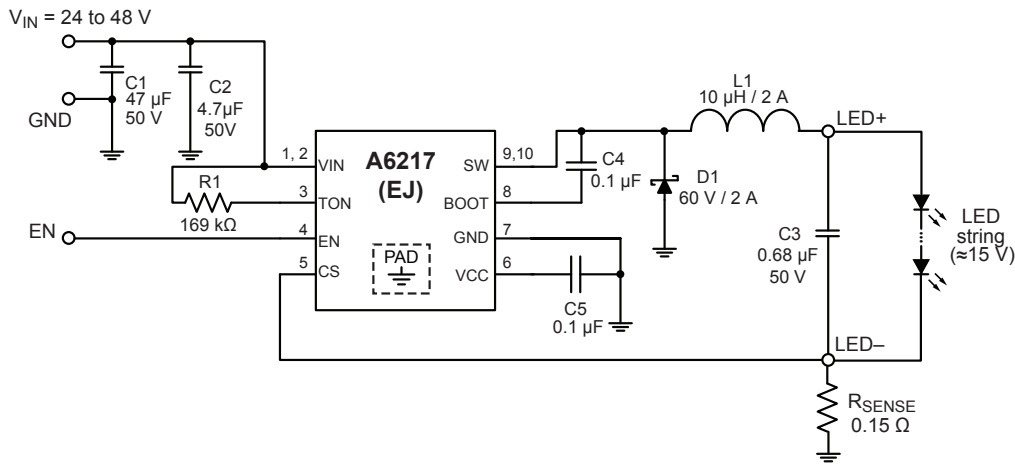 V_IN = 24 to 48 V
C1
47 µF
50 V
C2
4.7µF
50V
GND
EN
R1
169 kΩ
1, 2
3
4
5
VIN
TON
EN
CS
A6217
(EJ)
PAD
SW
BOOT
GND
VCC
9,10
8
7
6
C4
0.1 µF
C5
0.1 µF
D1
60 V / 2 A
L1
10 µH / 2 A
LED+
C3
0.68 µF
50 V
LED
string
(≈15 V)
LED–
R_SENSE
0.15 Ω